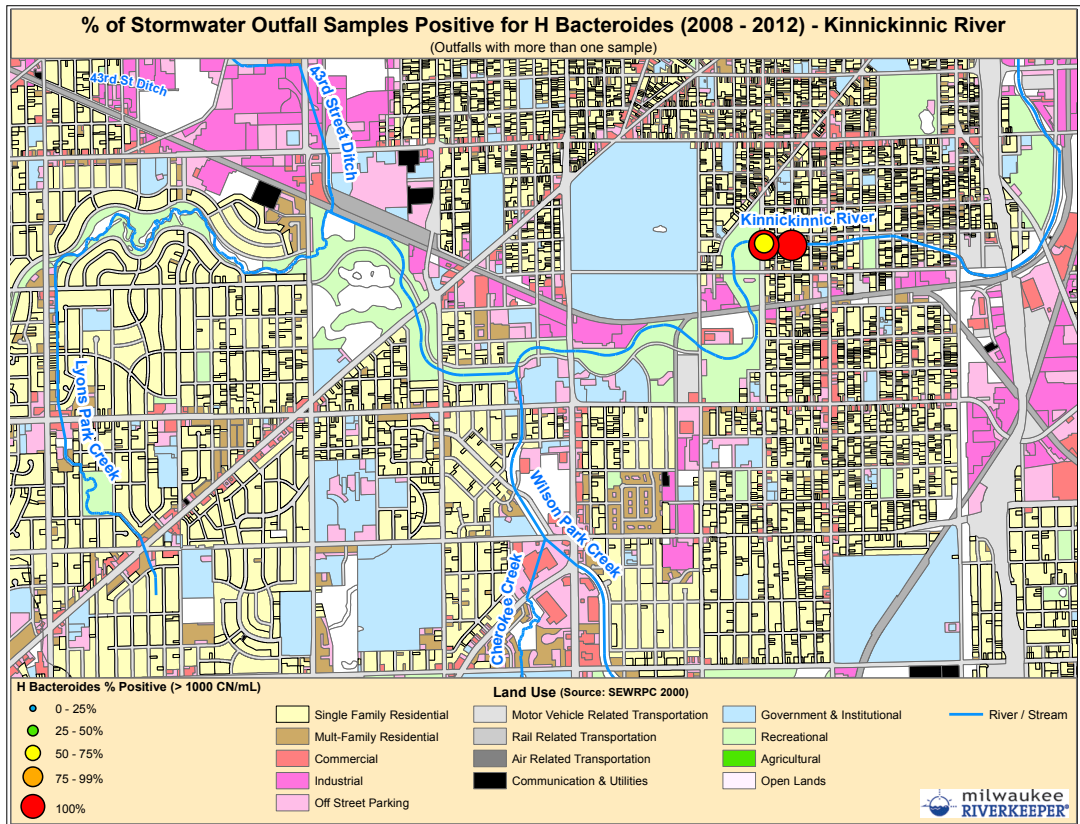 % of Stormwater Outfall Samples Positive for H Bacteroides (2008 - 2012) - Kinnickinnic River
(Outfalls with more than one sample)
43rd St Ditch
43rd Street Ditch
Kinnickinnic River
Lyons Park Creek
Wilson Park Creek
Cherokee Creek
H Bacteroides % Positive (> 1000 CN/mL)
0 - 25%
25 - 50%
50 - 75%
75 - 99%
100%
Land Use (Source: SEWRPC 2000)
Single Family Residential
Mult-Family Residential
Commercial
Industrial
Off Street Parking
Motor Vehicle Related Transportation
Rail Related Transportation
Air Related Transportation
Communication & Utilities
Government & Institutional
Recreational
Agricultural
Open Lands
River / Stream
milwaukee
RIVERKEEPER®